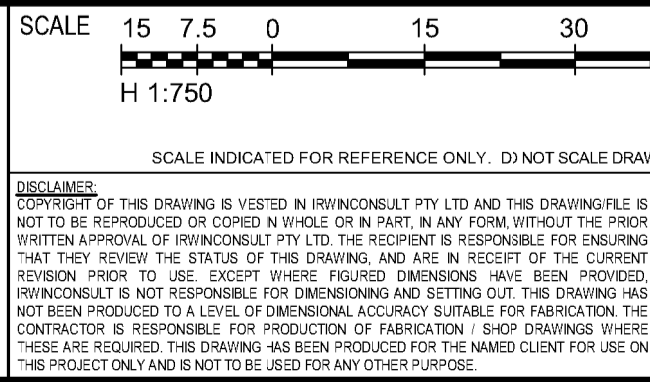 SCALE 15 7.5 0 15 30
H 1:750
SCALE INDICATED FOR REFERENCE ONLY. DO NOT SCALE DRAW
DISCLAIMER:
COPYRIGHT OF THIS DRAWING IS VESTED IN IRWINCONSULT PTY LTD AND THIS DRAWING/FILE IS
NOT TO BE REPRODUCED OR COPIED IN WHOLE OR IN PART, IN ANY FORM, WITHOUT THE PRIOR
WRITTEN APPROVAL OF IRWINCONSULT PTY LTD. THE RECIPIENT IS RESPONSIBLE FOR ENSURING
THAT THEY REVIEW THE STATUS OF THIS DRAWING, AND ARE IN RECEIPT OF THE CURRENT
REVISION PRIOR TO USE. EXCEPT WHERE FIGURED DIMENSIONS HAVE BEEN PROVIDED,
IRWINCONSULT IS NOT RESPONSIBLE FOR DIMENSIONING AND SETTING OUT. THIS DRAWING HAS
NOT BEEN PRODUCED TO A LEVEL OF DIMENSIONAL ACCURACY SUITABLE FOR FABRICATION. THE
CONTRACTOR IS RESPONSIBLE FOR PRODUCTION OF FABRICATION / SHOP DRAWINGS WHERE
THESE ARE REQUIRED. THIS DRAWING HAS BEEN PRODUCED FOR THE NAMED CLIENT FOR USE ON
THIS PROJECT ONLY AND IS NOT TO BE USED FOR ANY OTHER PURPOSE.